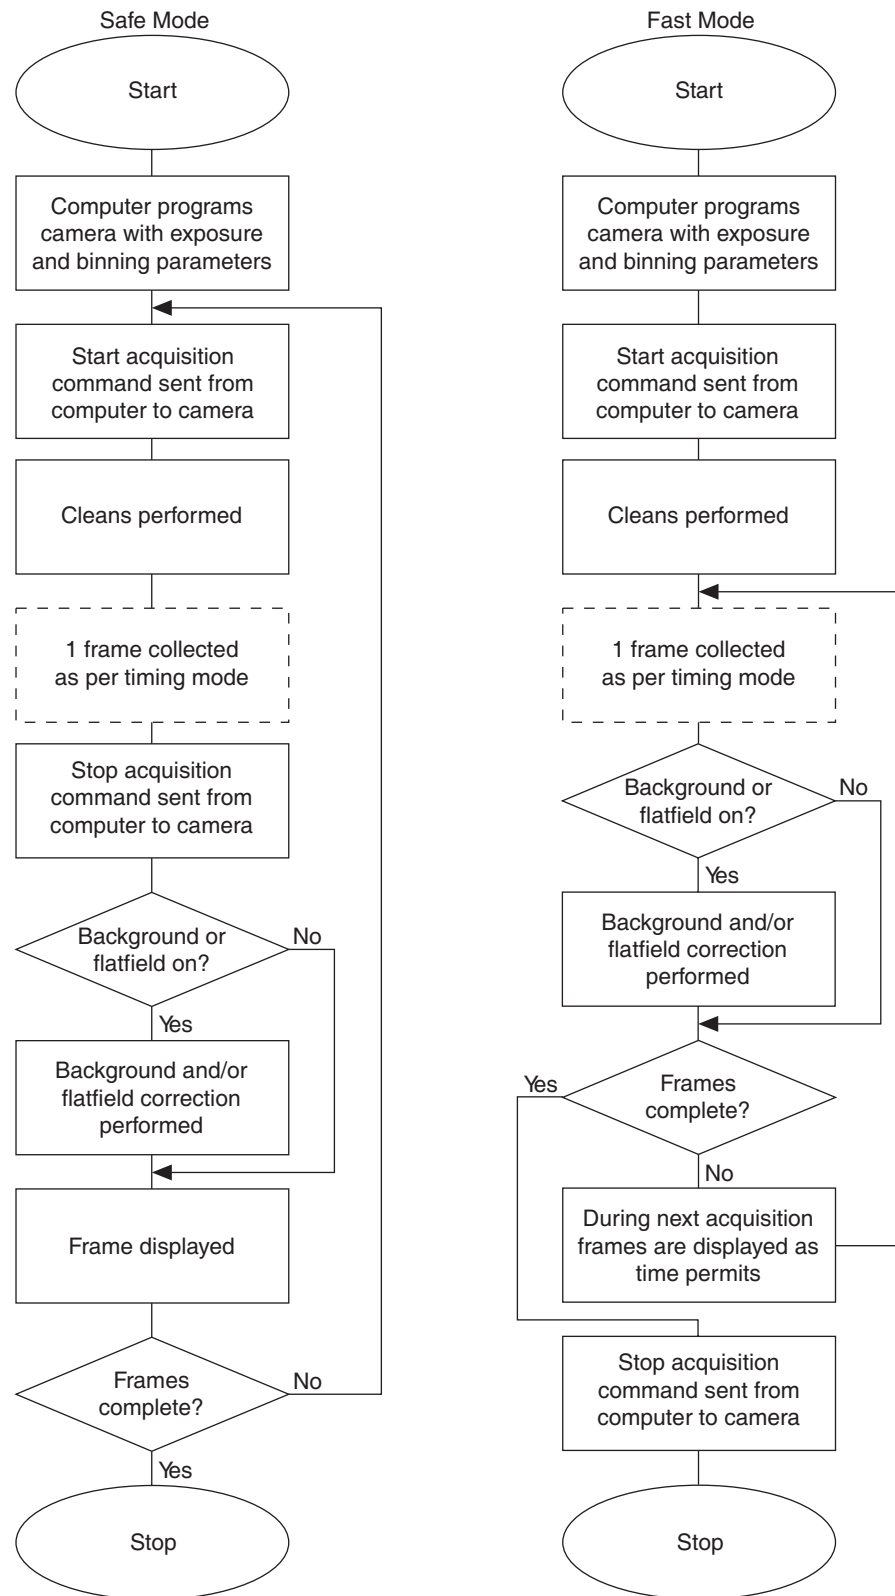 Safe Mode
Start
Computer programs
camera with exposure
and binning parameters
Start acquisition
command sent from
computer to camera
Cleans performed
1 frame collected
as per timing mode
Stop acquisition
command sent from
computer to camera
Background or
flatfield on?
No
Yes
Background and/or
flatfield correction
performed
Frame displayed
Frames
complete?
No
Yes
Stop
Fast Mode
Start
Computer programs
camera with exposure
and binning parameters
Start acquisition
command sent from
computer to camera
Cleans performed
1 frame collected
as per timing mode
Background or
flatfield on?
No
Yes
Background and/or
flatfield correction
performed
Yes
Frames
complete?
No
During next acquisition
frames are displayed as
time permits
Stop acquisition
command sent from
computer to camera
Stop